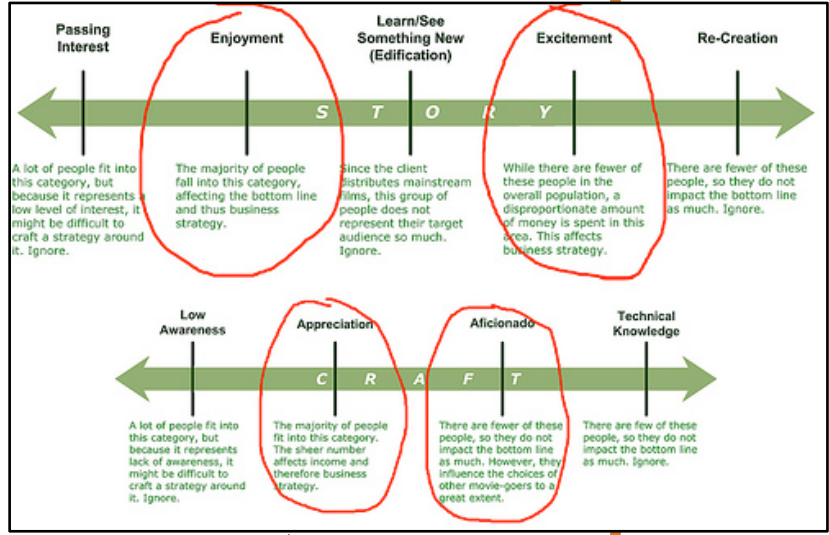 Passing
Interest
Enjoyment
Learn/See
Something New
(Edification)
Excitement
Re-Creation
S T O R Y
A lot of people fit into
this category, but
because it represents a
low level of interest, it
might be difficult to
craft a strategy around
it. Ignore.
The majority of people
fall into this category,
affecting the bottom line
and thus business
strategy.
Since the client
distributes mainstream
films, this group of
people does not
represent their target
audience so much.
Ignore.
While there are fewer of
these people in the
overall population, a
disproportionate amount
of money is spent in this
area. This affects
business strategy.
There are fewer of these
people, so they do not
impact the bottom line
as much. Ignore.
Low
Awareness
Appreciation
Aficionado
Technical
Knowledge
C R A F T
A lot of people fit into
this category, but
because it represents
lack of awareness, it
might be difficult to
craft a strategy around
it. Ignore.
The majority of people
fit into this category.
The sheer number
affects income and
therefore business
strategy.
There are fewer of these
people, so they do not
impact the bottom line
as much. However, they
influence the choices of
other movie-goers to a
great extent.
There are few of these
people, so they do not
impact the bottom line
as much. Ignore.